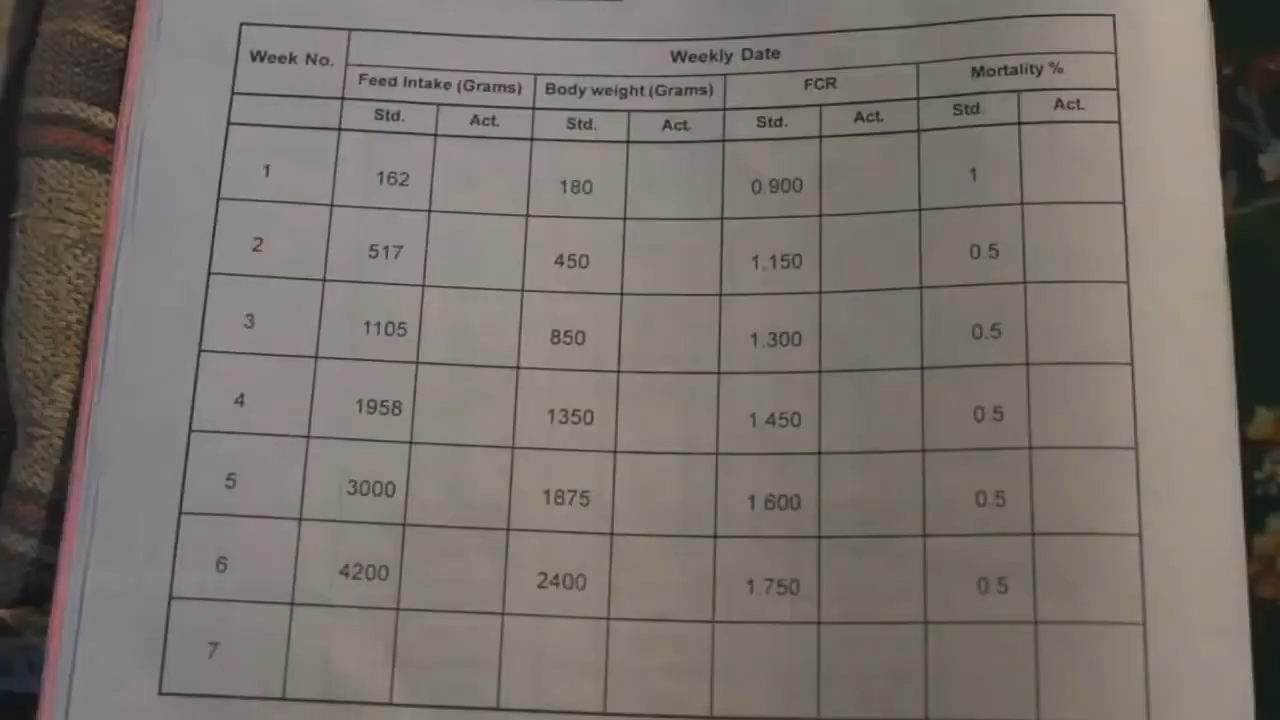 Week No. Weekly Date
Feed Intake (Grams) Body weight (Grams) FCR Mortality %
Std. Act. Std. Act. Std. Act. Std. Act.
1 162 180 0.900 1
2 517 450 1.150 0.5
3 1105 850 1.300 0.5
4 1958 1350 1.450 0.5
5 3000 1875 1.600 0.5
6 4200 2400 1.750 0.5
7